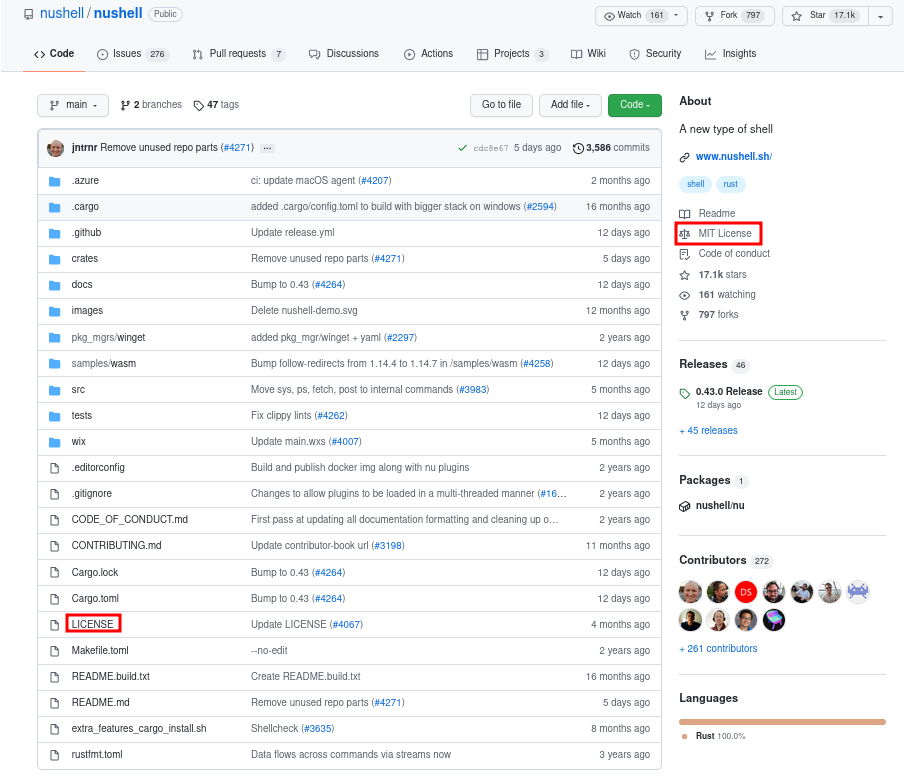 nushell / nushell Public
Watch 161 Fork 797 Star 17.1k
Code Issues 276 Pull requests 7 Discussions Actions Projects 3 Wiki Security Insights
main 2 branches 47 tags Go to file Add file Code
jntrnr Remove unused repo parts (#4271) ... cdc8e67 5 days ago 3,586 commits
.azure ci: update macOS agent (#4207) 2 months ago
.cargo added .cargo/config.toml to build with bigger stack on windows (#2594) 16 months ago
.github Update release.yml 12 days ago
crates Remove unused repo parts (#4271) 5 days ago
docs Bump to 0.43 (#4264) 12 days ago
images Delete nushell-demo.svg 12 months ago
pkg_mgrs/winget added pkg_mgr/winget + yaml (#2297) 2 years ago
samples/wasm Bump follow-redirects from 1.14.4 to 1.14.7 in /samples/wasm (#4258) 12 days ago
src Move sys, ps, fetch, post to internal commands (#3983) 5 months ago
tests Fix clippy lints (#4262) 12 days ago
wix Update main.wxs (#4007) 5 months ago
.editorconfig Build and publish docker img along with nu plugins 2 years ago
.gitignore Changes to allow plugins to be loaded in a multi-threaded manner (#16... 2 years ago
CODE_OF_CONDUCT.md First pass at updating all documentation formatting and cleaning up o... 2 years ago
CONTRIBUTING.md Update contributor-book url (#3198) 11 months ago
Cargo.lock Bump to 0.43 (#4264) 12 days ago
Cargo.toml Bump to 0.43 (#4264) 12 days ago
LICENSE Update LICENSE (#4067) 4 months ago
Makefile.toml --no-edit 2 years ago
README.build.txt Create README.build.txt 16 months ago
README.md Remove unused repo parts (#4271) 5 days ago
extra_features_cargo_install.sh Shellcheck (#3635) 8 months ago
rustfmt.toml Data flows across commands via streams now 3 years ago
About
A new type of shell
www.nushell.sh/
shell rust
Readme
MIT License
Code of conduct
17.1k stars
161 watching
797 forks
Releases 46
0.43.0 Release Latest
12 days ago
+ 45 releases
Packages 1
nushell/nu
Contributors 272
DS
+ 261 contributors
Languages
Rust 100.0%